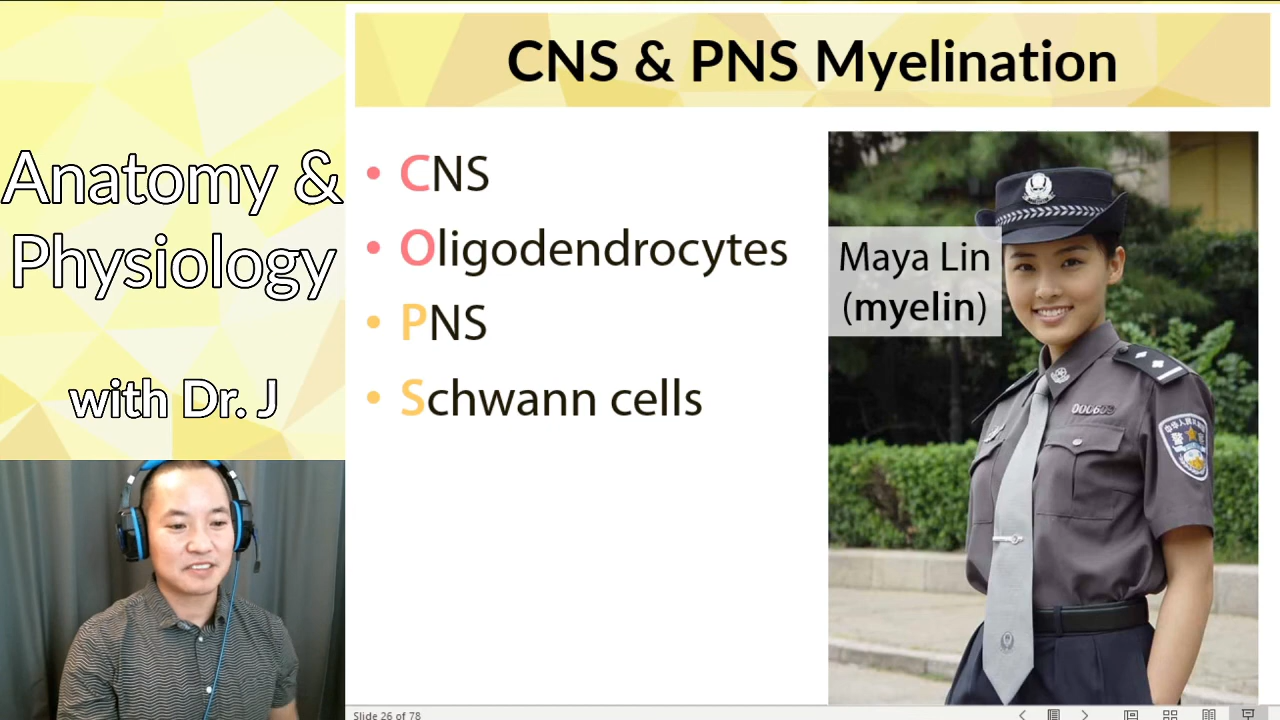 Anatomy &
Physiology
with Dr. J
CNS & PNS Myelination
• CNS
• Oligodendrocytes
• PNS
• Schwann cells
Maya Lin
(myelin)
Slide 26 of 78